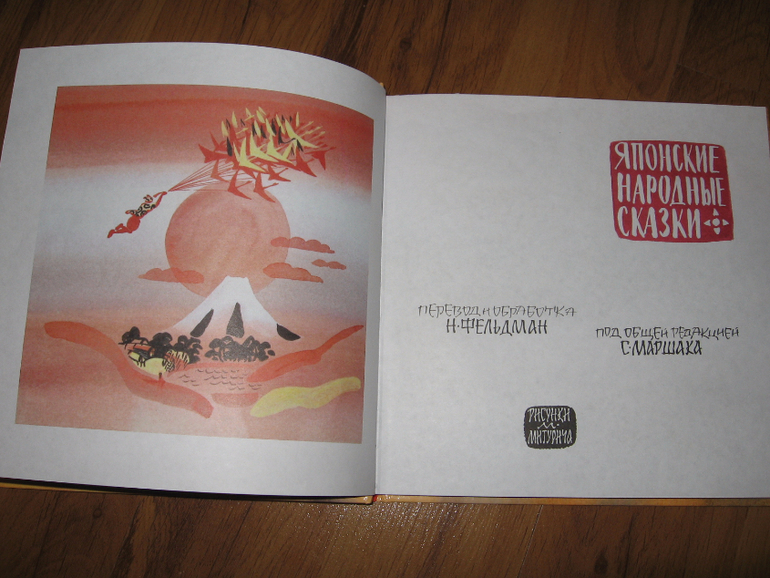 ЯПОНСКИЕ
НАРОДНЫЕ
СКАЗКИ
ПЕРЕВОД И ОБРАБОТКА
Н. ФЕЛЬДМАН
ПОД ОБЩЕЙ РЕДАКЦИЕЙ
С. МАРШАКА
РИСУНКИ
М.
МИТУРИЧА